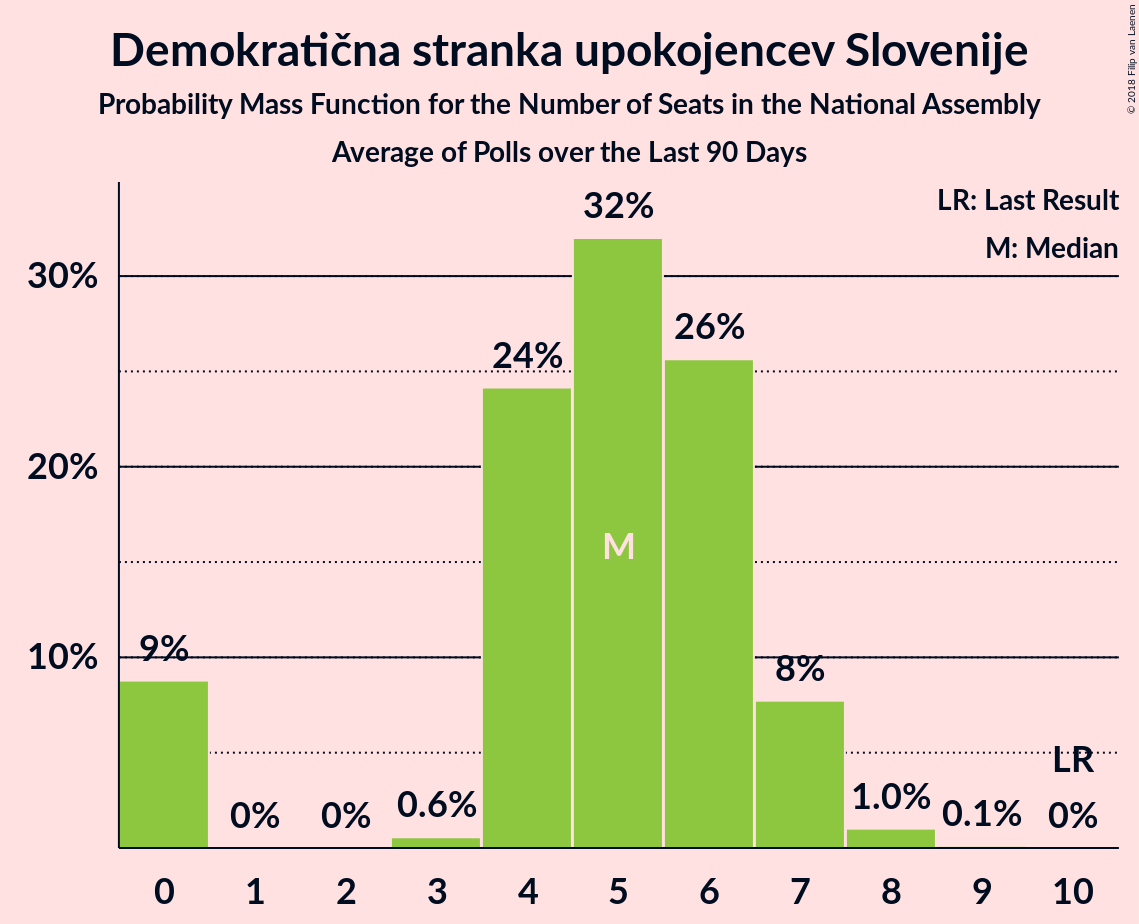 Demokratična stranka upokojencev Slovenije
Probability Mass Function for the Number of Seats in the National Assembly
Average of Polls over the Last 90 Days
© 2018 Filip van Laenen
LR: Last Result
M: Median
32%
30%
26%
24%
20%
M
9%
10%
8%
LR
0%
0%
0.6%
1.0%
0.1%
0%
0 1 2 3 4 5 6 7 8 9 10